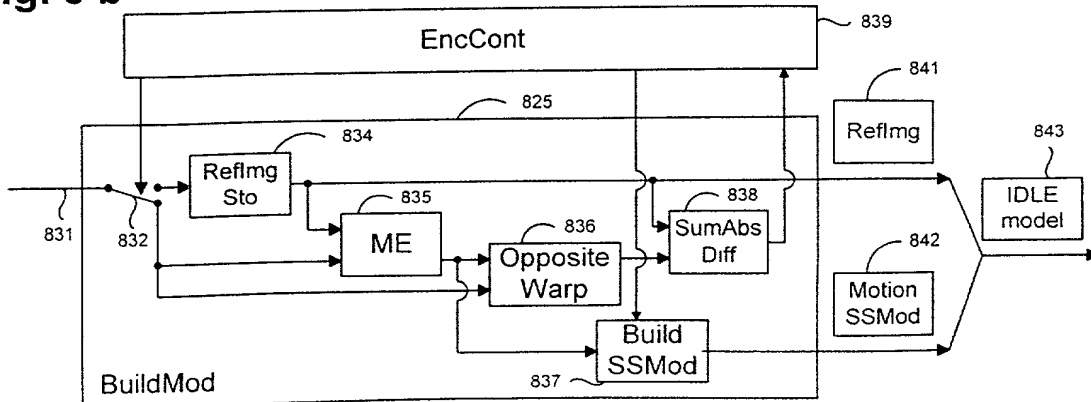 EncCont
839
825
841
RefImg
834
RefImg
Sto
843
IDLE
model
831
832
835
ME
836
Opposite
Warp
838
SumAbs
Diff
842
Motion
SSMod
Build
SSMod
837
BuildMod